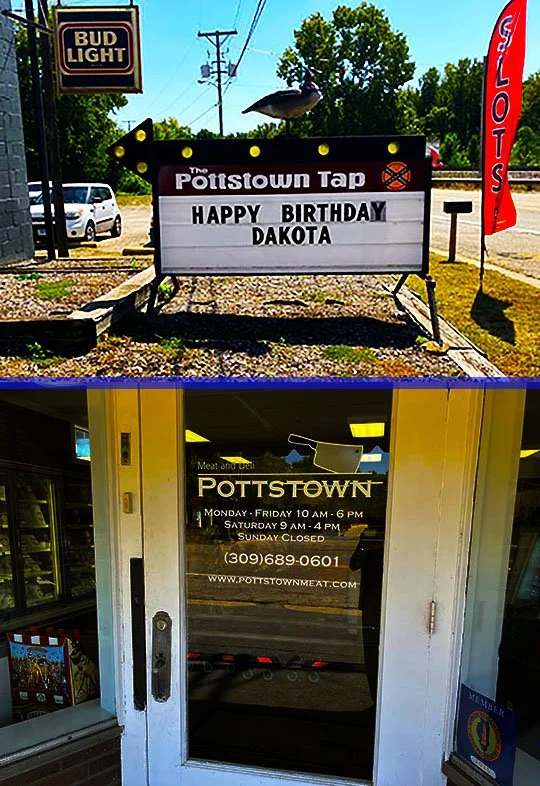 BUD
LIGHT
SLOTS
The
Pottstown Tap
HAPPY BIRTHDAY
DAKOTA
Meat and Deli
POTTSTOWN
MONDAY - FRIDAY 10 AM - 6 PM
SATURDAY 9 AM - 4 PM
SUNDAY CLOSED
(309)689-0601
WWW.POTTSTOWNMEAT.COM
MEMBER